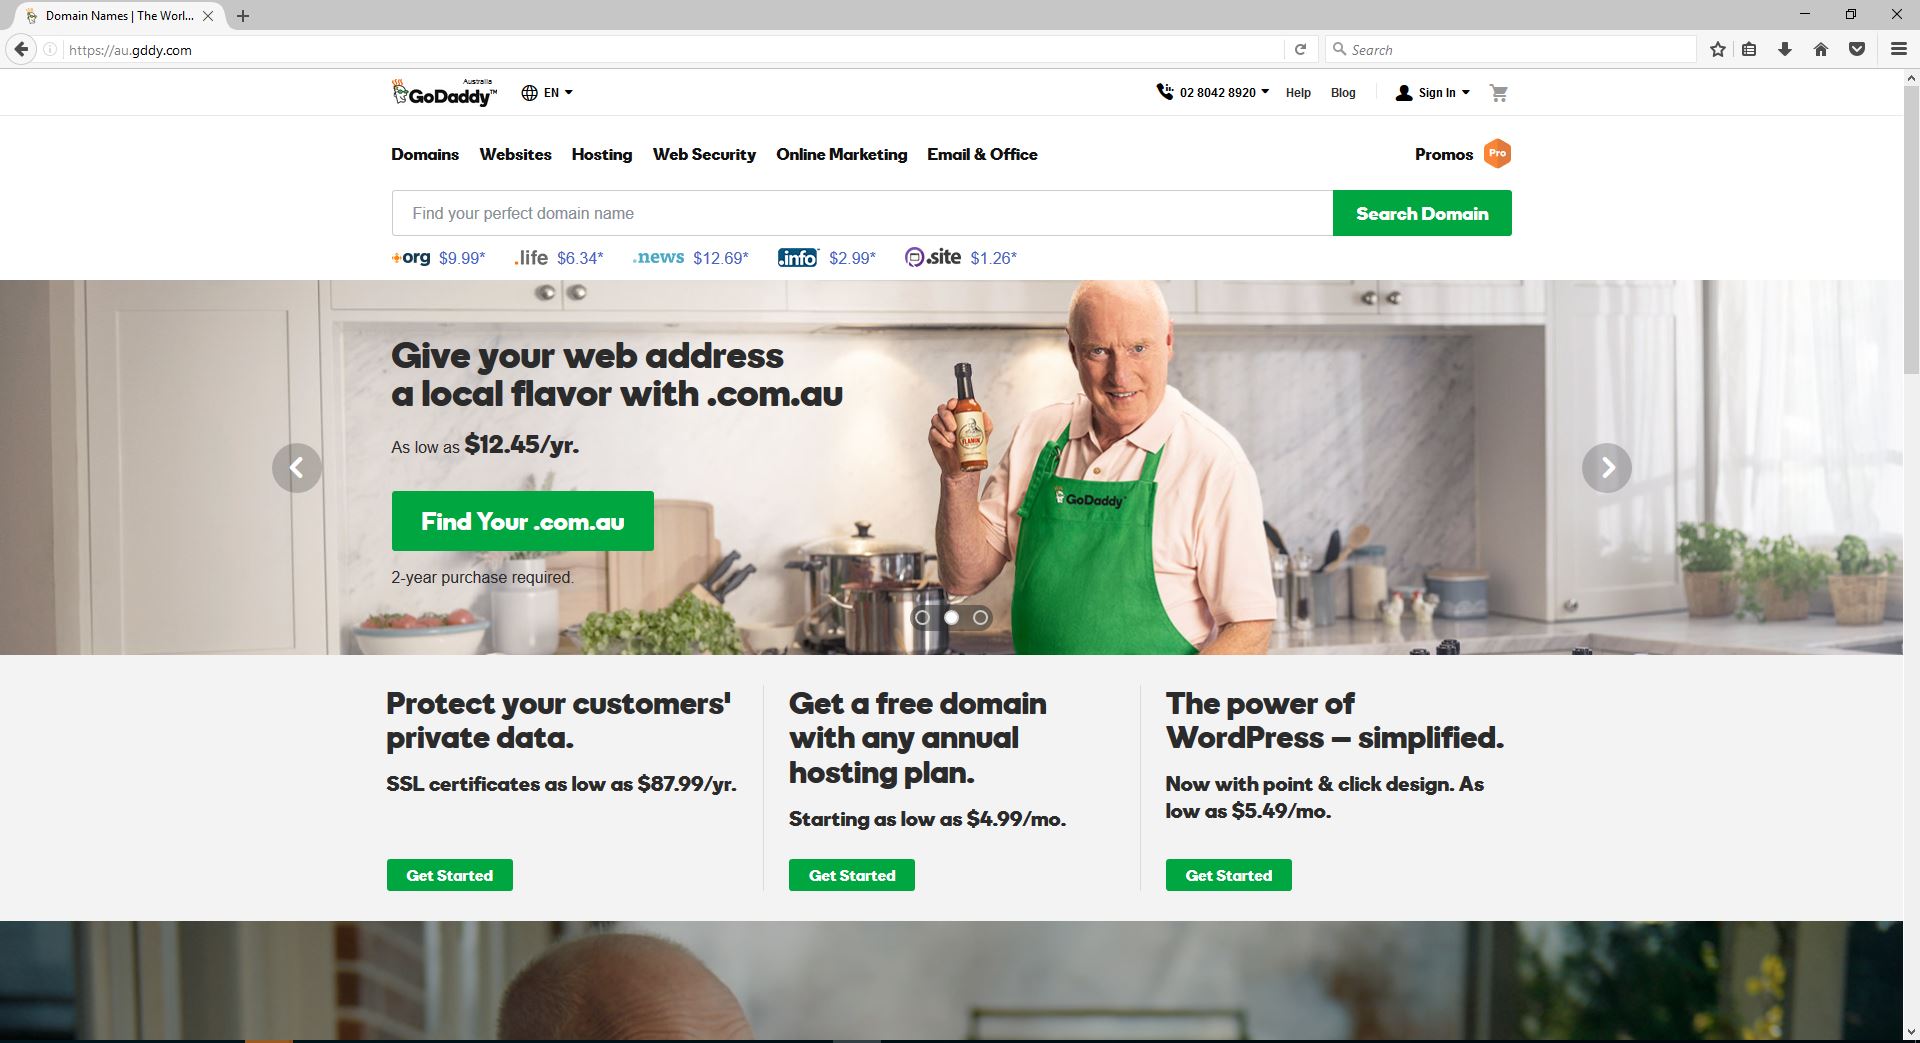 Domain Names | The Worl...
https://au.gddy.com
Search
Australia
GoDaddy™
EN
02 8042 8920
Help
Blog
Sign In
Domains
Websites
Hosting
Web Security
Online Marketing
Email & Office
Promos
Pro
Find your perfect domain name
Search Domain
.org $9.99*
.life $6.34*
.news $12.69*
.info $2.99*
.site $1.26*
Give your web address
a local flavor with .com.au
As low as $12.45/yr.
Find Your .com.au
2-year purchase required.
FLAMIN'
GoDaddy
Protect your customers'
private data.
SSL certificates as low as $87.99/yr.
Get Started
Get a free domain
with any annual
hosting plan.
Starting as low as $4.99/mo.
Get Started
The power of
WordPress – simplified.
Now with point & click design. As
low as $5.49/mo.
Get Started